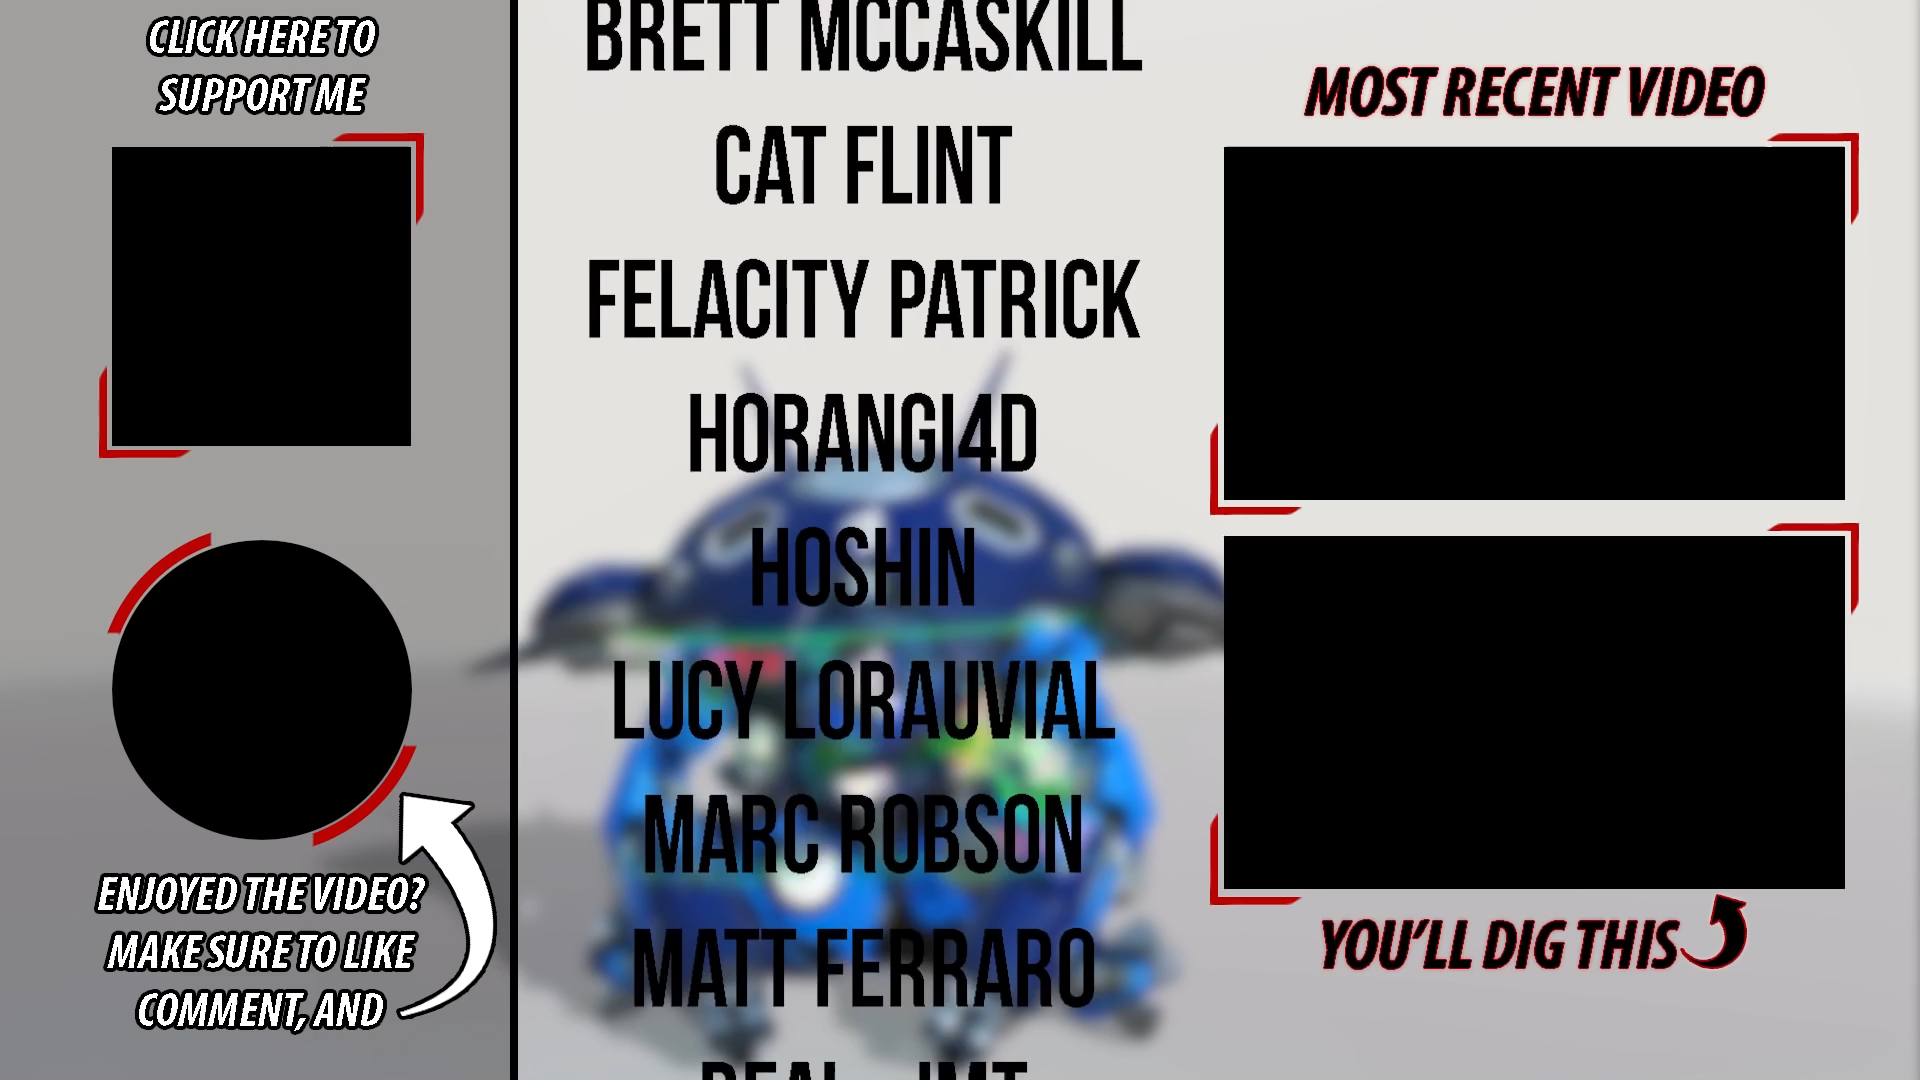 CLICK HERE TO
SUPPORT ME
ENJOYED THE VIDEO?
MAKE SURE TO LIKE
COMMENT, AND
BRETT MCCASKILL
CAT FLINT
FELACITY PATRICK
HORANGI4D
HOSHIN
LUCY LORAUVIAL
MARC ROBSON
MATT FERRARO
MOST RECENT VIDEO
YOU'LL DIG THIS